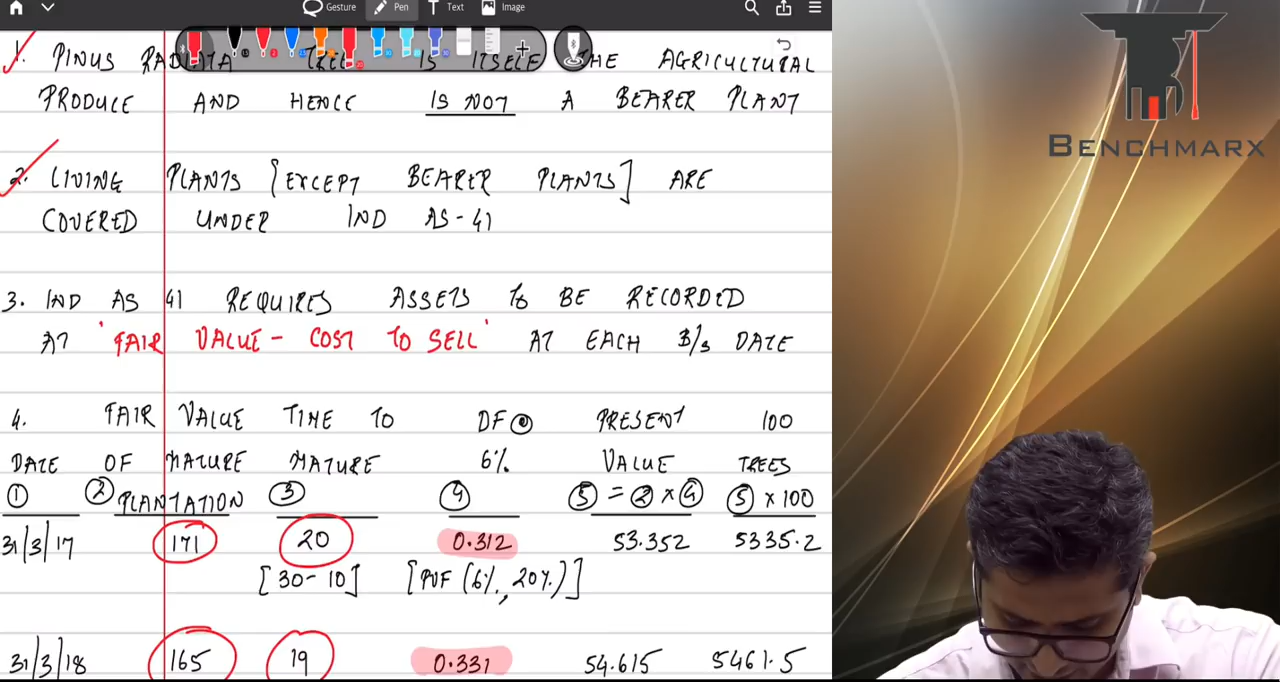 Gesture Pen Text Image
1. PINUS RADIATA TREE IS ITSELF THE AGRICULTURAL
PRODUCE AND HENCE IS NOT A BEARER PLANT
2. LIVING PLANTS [EXCEPT BEARER PLANTS] ARE
COVERED UNDER IND AS-41
3. IND AS 41 REQUIRES ASSETS TO BE RECORDED
AT 'FAIR VALUE - COST TO SELL' AT EACH B/S DATE
4. FAIR VALUE TIME TO DF @ PRESENT 100
DATE OF MATURE MATURE 6% VALUE TREES
① ② PLANTATION ③ ④ ⑤ = ② × ④ ⑤ × 100
31/3/17 171 20 0.312 53.352 5335.2
[30-10] [PVF (6%, 20%.)]
31/3/18 165 19 0.331 54.615 5461.5
BENCHMARX